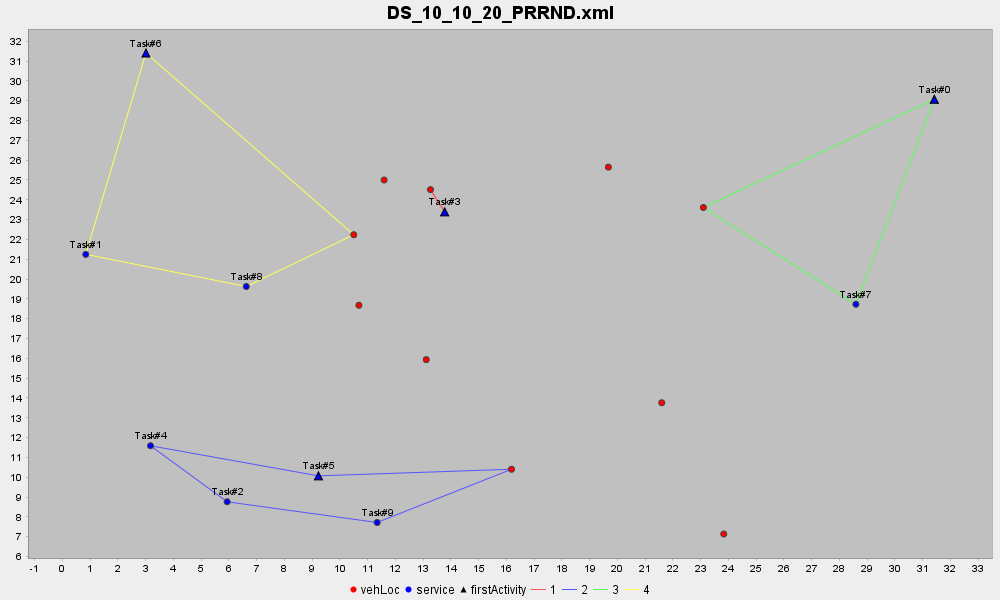 DS_10_10_20_PRRND.xml
32
31
30
29
28
27
26
25
24
23
22
21
20
19
18
17
16
15
14
13
12
11
10
9
8
7
6
Task#6
Task#0
Task#3
Task#1
Task#8
Task#7
Task#4
Task#5
Task#2
Task#9
-1 0 1 2 3 4 5 6 7 8 9 10 11 12 13 14 15 16 17 18 19 20 21 22 23 24 25 26 27 28 29 30 31 32 33
vehLoc service firstActivity 1 2 3 4